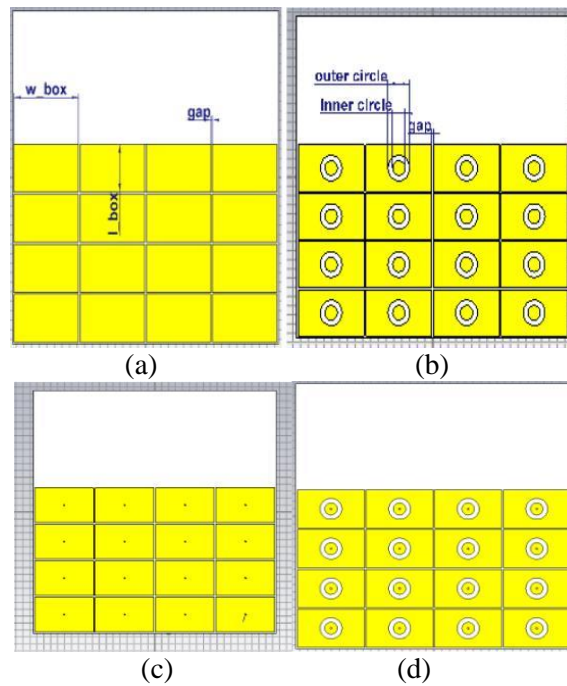 w_box
gap
l_box
(a)
outer circle
Inner circle
gap
(b)
(c)
(d)